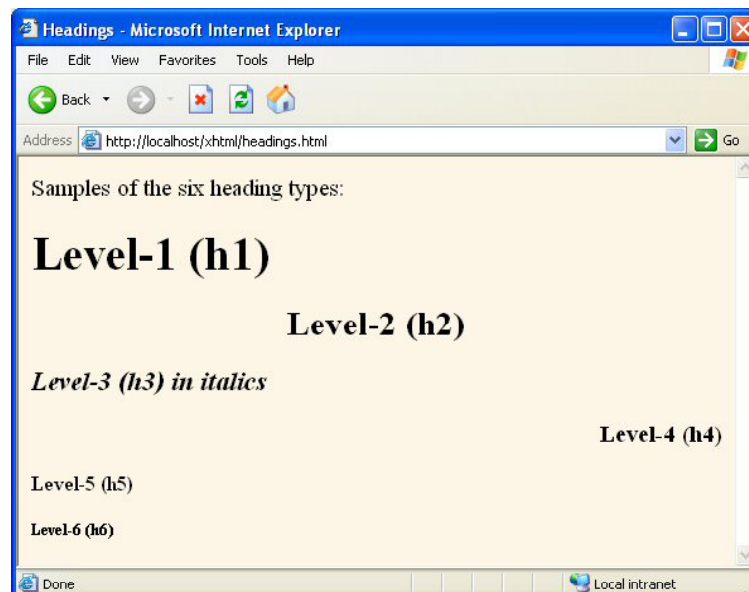 Headings - Microsoft Internet Explorer
File Edit View Favorites Tools Help
Back
Address http://localhost/xhtml/headings.html Go
Samples of the six heading types:
Level-1 (h1)
Level-2 (h2)
Level-3 (h3) in italics
Level-4 (h4)
Level-5 (h5)
Level-6 (h6)
Done Local intranet